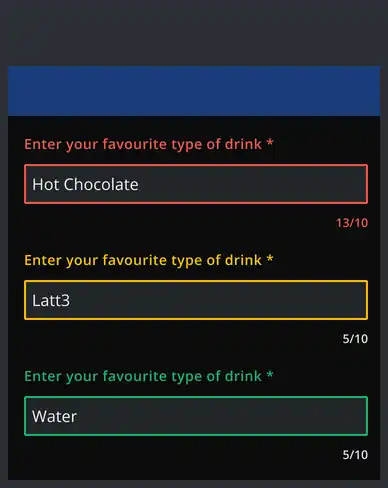 Enter your favourite type of drink *
Hot Chocolate
13/10
Enter your favourite type of drink *
Latt3
5/10
Enter your favourite type of drink *
Water
5/10